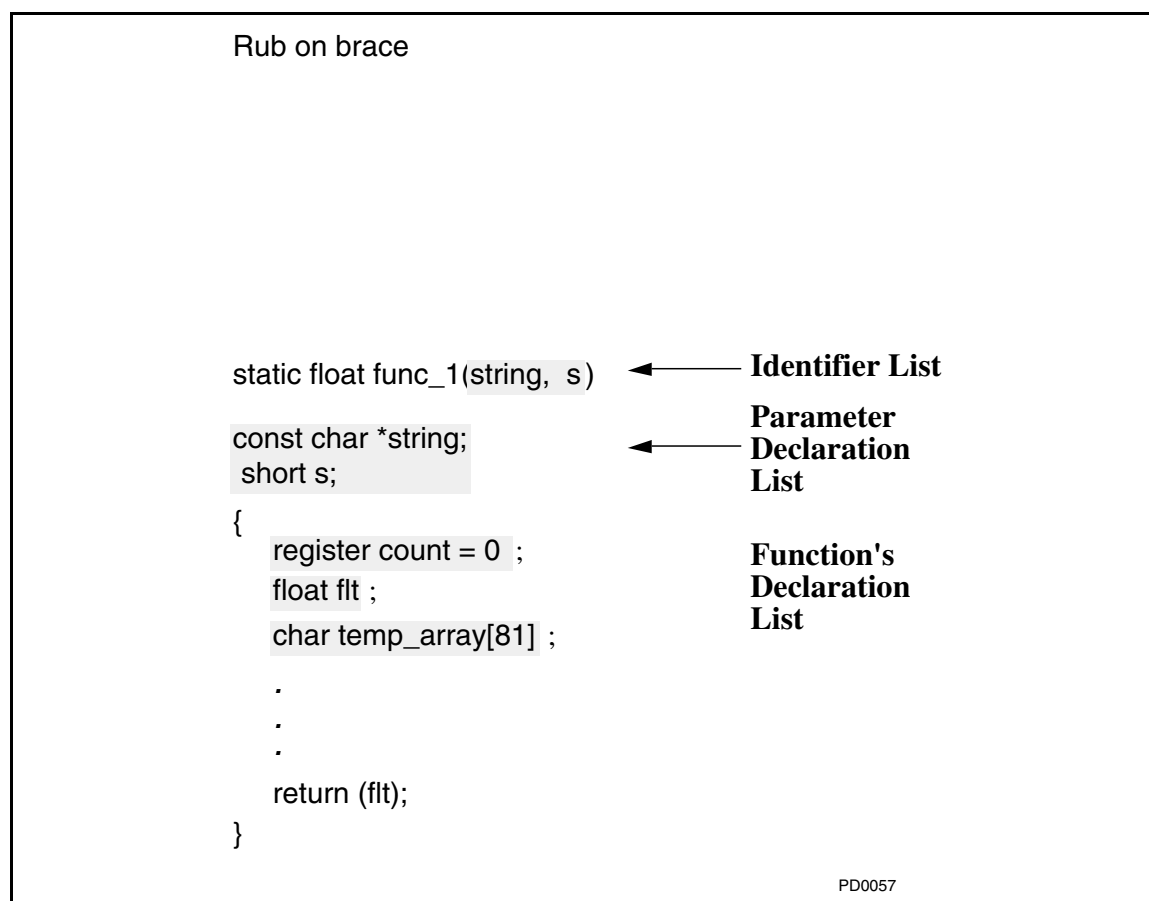 Rub on brace
static float func_1(string,  s)
Identifier List
const char *string;
short s;
Parameter
Declaration
List
{
register count = 0 ;
float flt ;
char temp_array[81] ;
Function's
Declaration
List
.
.
.
return (flt);
}
PD0057